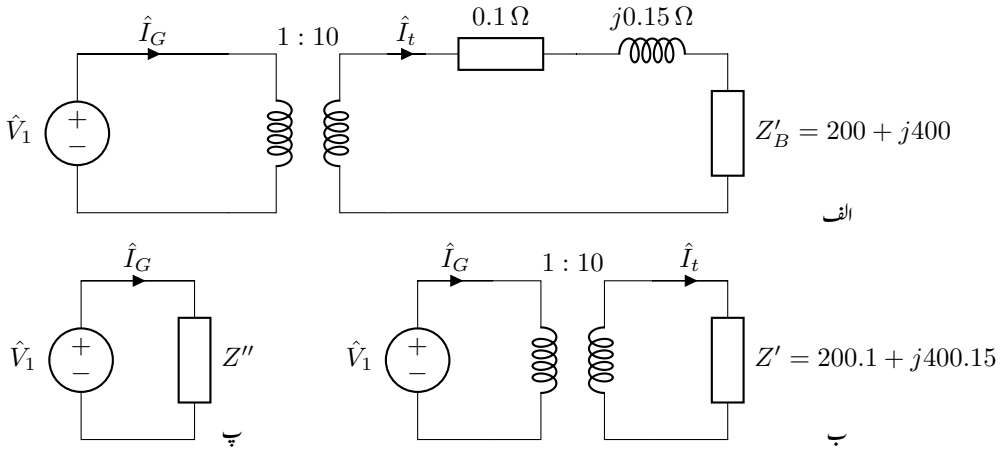 Î_G
1 : 10
Î_t
0.1 Ω
j0.15 Ω
V̂_1
+
−
Z'_B = 200 + j400
الف
Î_G
V̂_1
+
−
Z''
پ
Î_G
1 : 10
Î_t
V̂_1
+
−
Z' = 200.1 + j400.15
ب